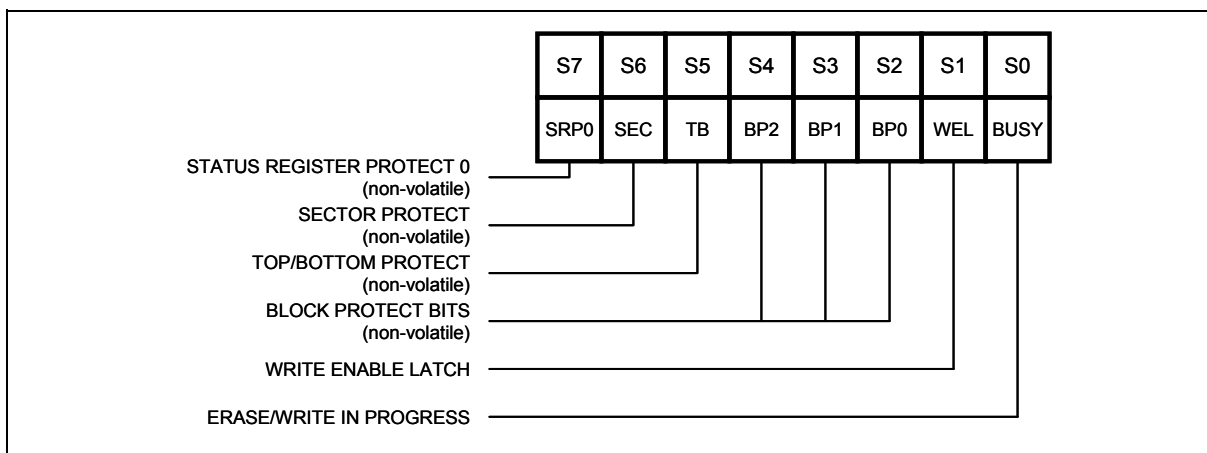 S7 S6 S5 S4 S3 S2 S1 S0
SRP0 SEC TB BP2 BP1 BP0 WEL BUSY
STATUS REGISTER PROTECT 0
(non-volatile)
SECTOR PROTECT
(non-volatile)
TOP/BOTTOM PROTECT
(non-volatile)
BLOCK PROTECT BITS
(non-volatile)
WRITE ENABLE LATCH
ERASE/WRITE IN PROGRESS